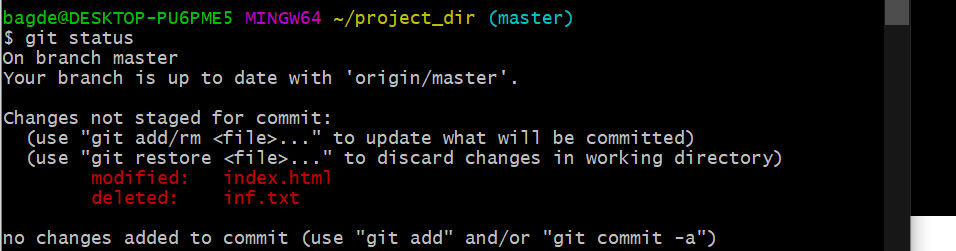 bagde@DESKTOP-PU6PME5 MINGW64 ~/project_dir (master)
$ git status
On branch master
Your branch is up to date with 'origin/master'.
Changes not staged for commit:
(use "git add/rm <file>..." to update what will be committed)
(use "git restore <file>..." to discard changes in working directory)
modified: index.html
deleted: inf.txt
no changes added to commit (use "git add" and/or "git commit -a")